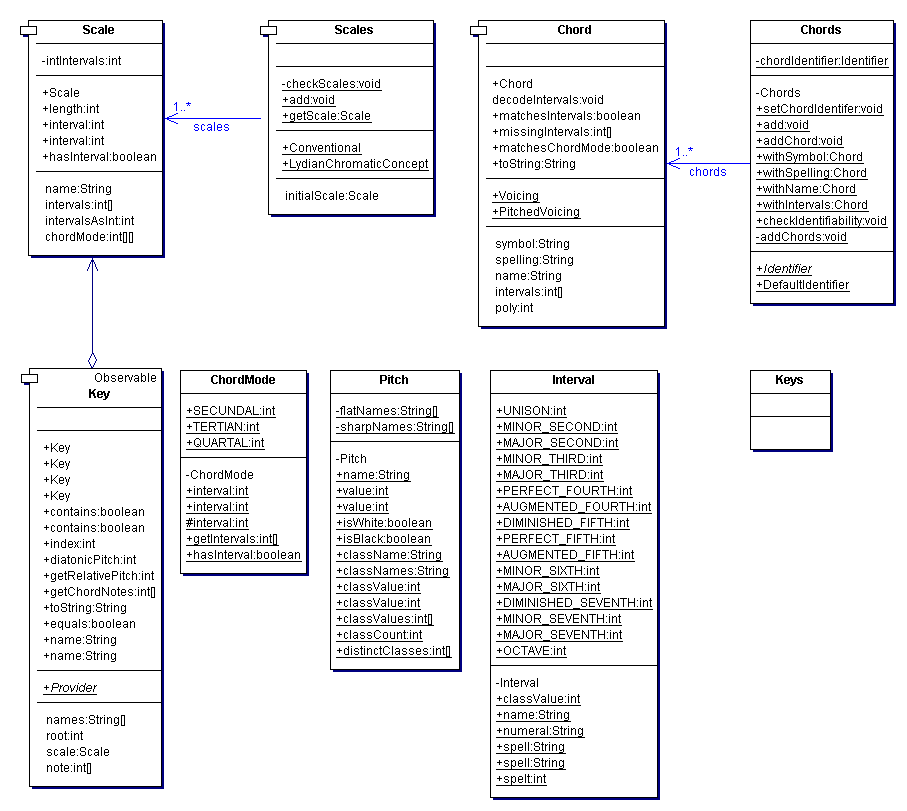 Scale
-intIntervals:int
+Scale
+length:int
+interval:int
+interval:int
+hasInterval:boolean
name:String
intervals:int[]
intervalsAsInt:int
chordMode:int[][]
1..*
scales
Scales
-checkScales:void
+add:void
+getScale:Scale
+Conventional
+LydianChromaticConcept
initialScale:Scale
Chord
+Chord
decodeIntervals:void
+matchesIntervals:boolean
+missingIntervals:int[]
+matchesChordMode:boolean
+toString:String
+Voicing
+PitchedVoicing
symbol:String
spelling:String
name:String
intervals:int[]
poly:int
1..*
chords
Chords
-chordIdentifier:Identifier
-Chords
+setChordIdentifer:void
+add:void
+addChord:void
+withSymbol:Chord
+withSpelling:Chord
+withName:Chord
+withIntervals:Chord
+checkIdentifiability:void
-addChords:void
+Identifier
+DefaultIdentifier
Observable
Key
+Key
+Key
+Key
+Key
+contains:boolean
+contains:boolean
+index:int
+diatonicPitch:int
+getRelativePitch:int
+getChordNotes:int[]
+toString:String
+equals:boolean
+name:String
+name:String
+Provider
names:String[]
root:int
scale:Scale
note:int[]
ChordMode
+SECUNDAL:int
+TERTIAN:int
+QUARTAL:int
-ChordMode
+interval:int
+interval:int
#interval:int
+getIntervals:int[]
+hasInterval:boolean
Pitch
-flatNames:String[]
-sharpNames:String[]
-Pitch
+name:String
+value:int
+value:int
+isWhite:boolean
+isBlack:boolean
+className:String
+classNames:String
+classValue:int
+classValue:int
+classValues:int[]
+classCount:int
+distinctClasses:int[]
Interval
+UNISON:int
+MINOR_SECOND:int
+MAJOR_SECOND:int
+MINOR_THIRD:int
+MAJOR_THIRD:int
+PERFECT_FOURTH:int
+AUGMENTED_FOURTH:int
+DIMINISHED_FIFTH:int
+PERFECT_FIFTH:int
+AUGMENTED_FIFTH:int
+MINOR_SIXTH:int
+MAJOR_SIXTH:int
+DIMINISHED_SEVENTH:int
+MINOR_SEVENTH:int
+MAJOR_SEVENTH:int
+OCTAVE:int
-Interval
+classValue:int
+name:String
+numeral:String
+spell:String
+spell:String
+spelt:int
Keys